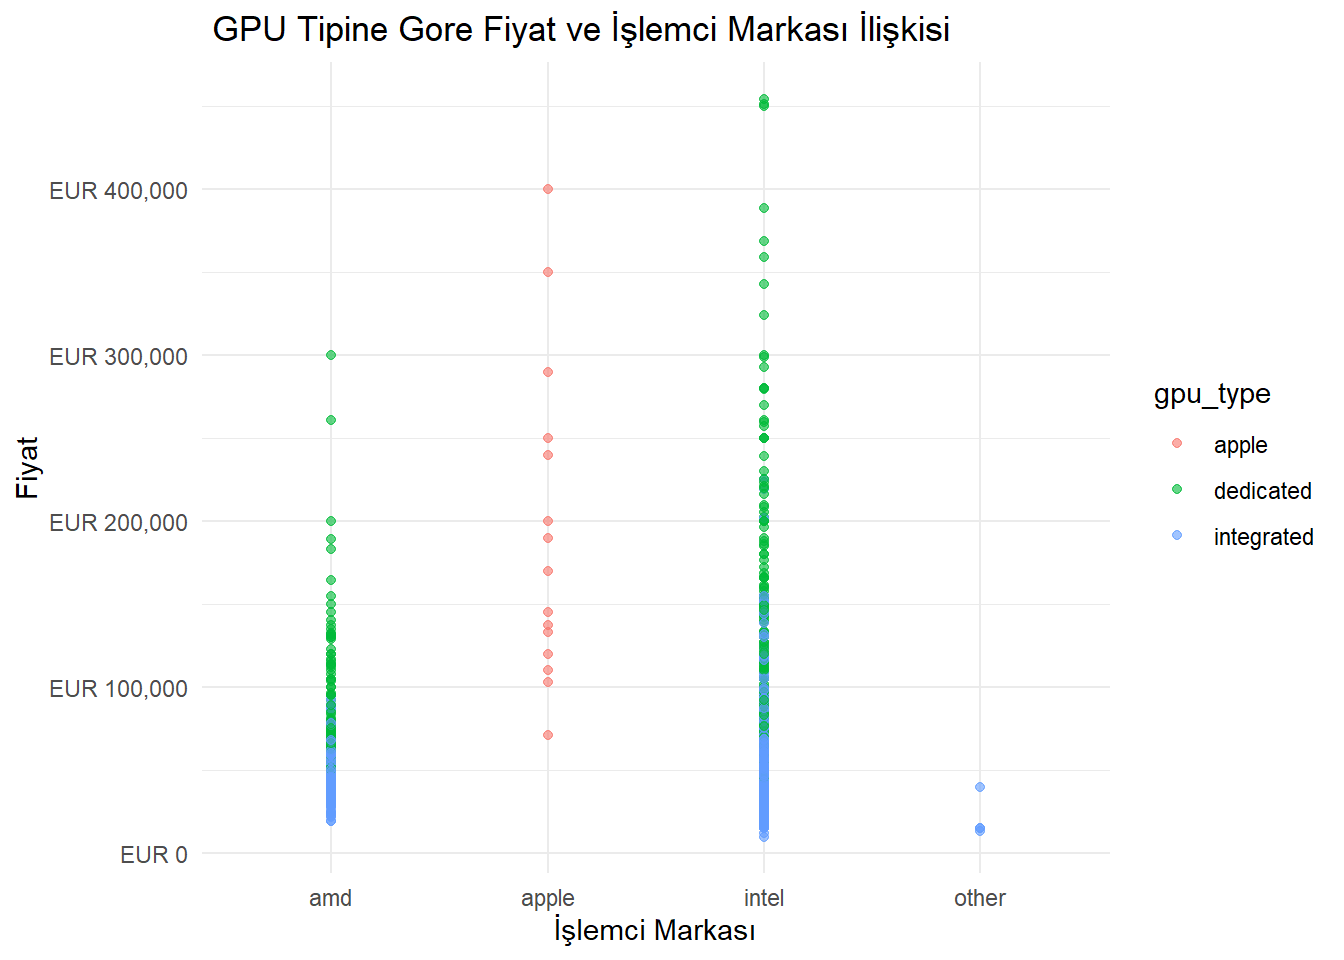 GPU Tipine Gore Fiyat ve İşlemci Markası İlişkisi
EUR 400,000
EUR 300,000
EUR 200,000
EUR 100,000
EUR 0
Fiyat
amd
apple
intel
other
İşlemci Markası
gpu_type
apple
dedicated
integrated